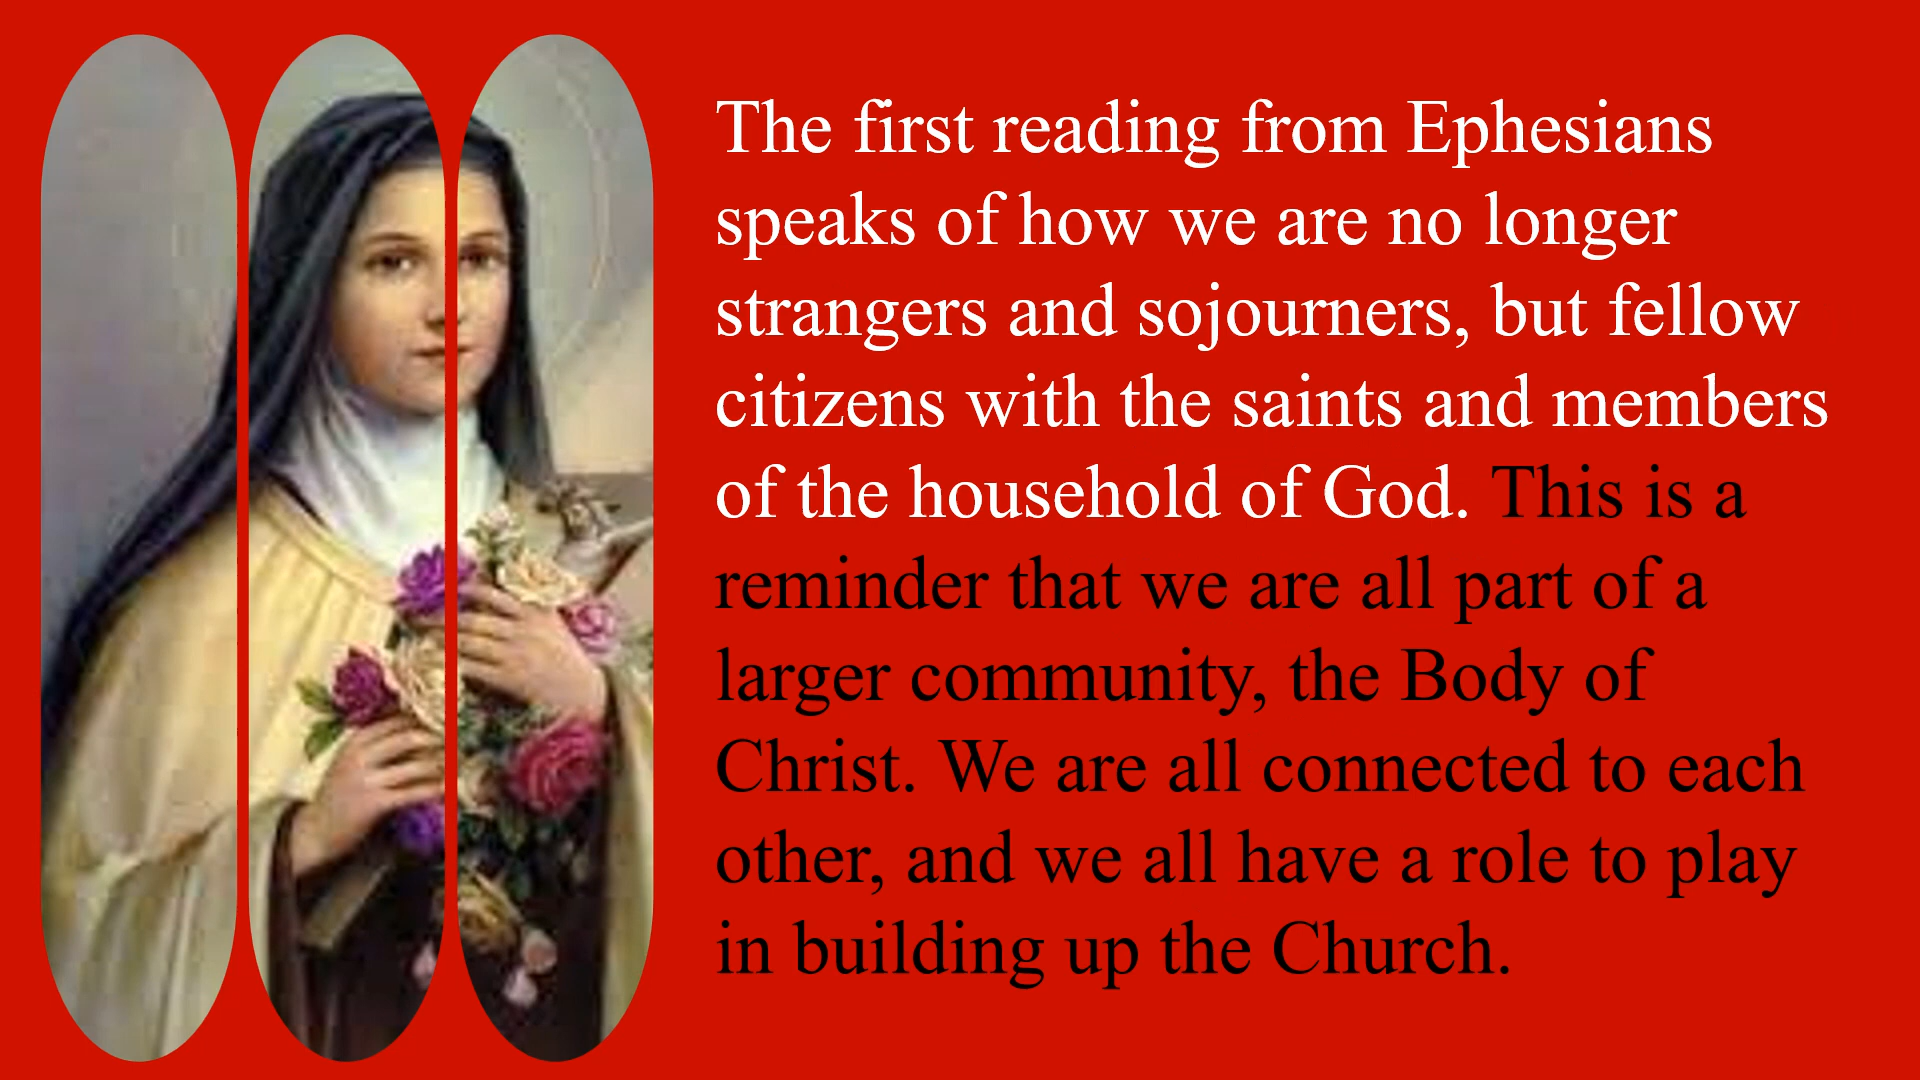 The first reading from Ephesians
speaks of how we are no longer
strangers and sojourners, but fellow
citizens with the saints and members
of the household of God. This is a
reminder that we are all part of a
larger community, the Body of
Christ. We are all connected to each
other, and we all have a role to play
in building up the Church.